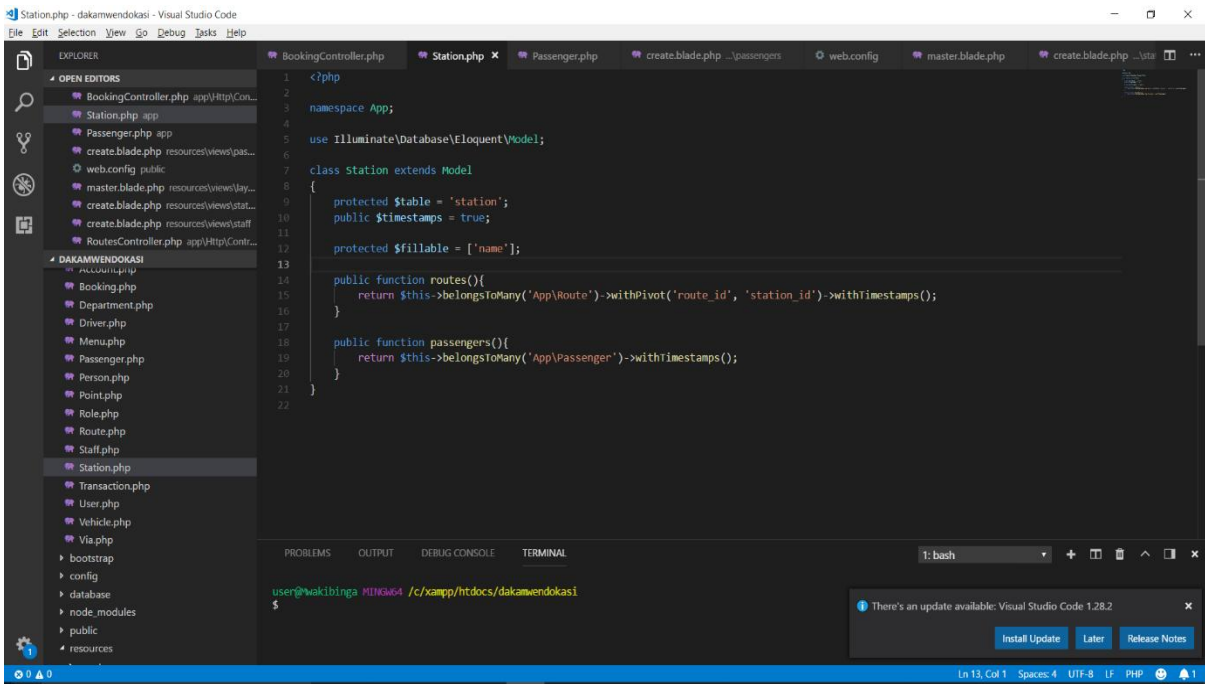 Station.php - dakamwendokasi - Visual Studio Code
File Edit Selection View Go Debug Tasks Help
EXPLORER
OPEN EDITORS
BookingController.php app\Http\Con...
Station.php app
Passenger.php app
create.blade.php resources\views\pas...
web.config public
master.blade.php resources\views\lay...
create.blade.php resources\views\stat...
create.blade.php resources\views\staff
RoutesController.php app\Http\Contr...
DAKAMWENDOKASI
Account.php
Booking.php
Department.php
Driver.php
Menu.php
Passenger.php
Person.php
Point.php
Role.php
Route.php
Staff.php
Station.php
Transaction.php
User.php
Vehicle.php
Via.php
bootstrap
config
database
node_modules
public
resources
BookingController.php Station.php Passenger.php create.blade.php ...\passengers web.config master.blade.php create.blade.php ...\sta
1 <?php
2
3 namespace App;
4
5 use Illuminate\Database\Eloquent\Model;
6
7 class Station extends Model
8 {
9 protected $table = 'station';
10 public $timestamps = true;
11
12 protected $fillable = ['name'];
13
14 public function routes(){
15 return $this->belongsToMany('App\Route')->withPivot('route_id', 'station_id')->withTimestamps();
16 }
17
18 public function passengers(){
19 return $this->belongsToMany('App\Passenger')->withTimestamps();
20 }
21 }
22
PROBLEMS OUTPUT DEBUG CONSOLE TERMINAL 1: bash
user@Mwakibinga MINGW64 /c/xampp/htdocs/dakamwendokasi
$
There's an update available: Visual Studio Code 1.28.2
Install Update Later Release Notes
1
0 0 Ln 13, Col 1 Spaces: 4 UTF-8 LF PHP 1